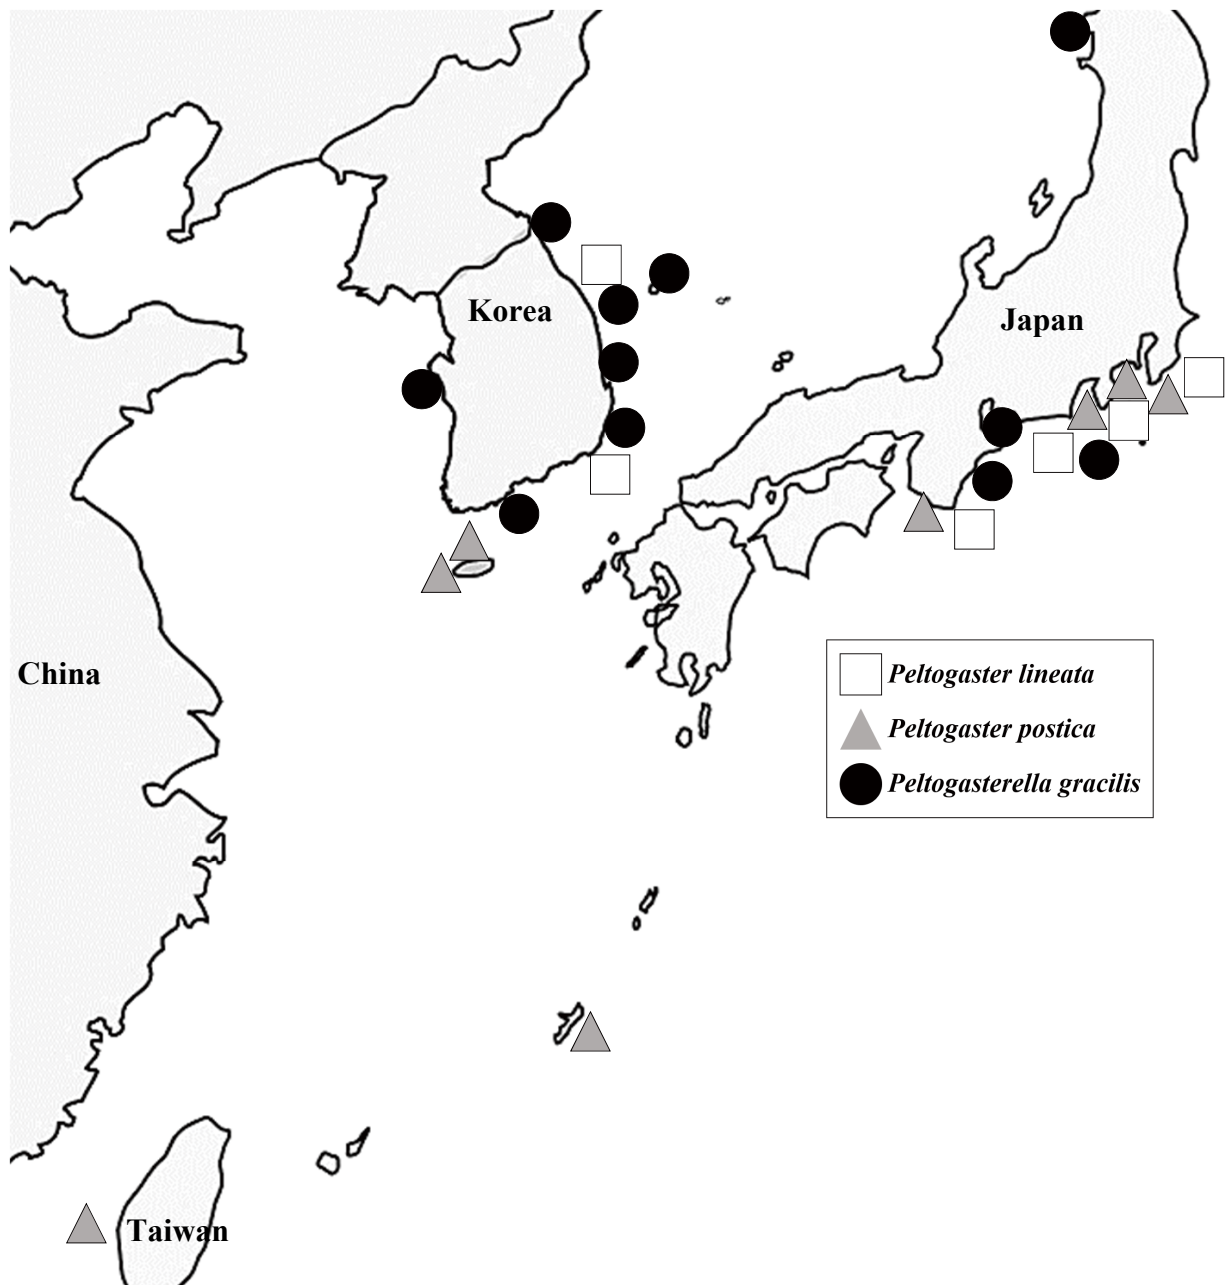 Korea
Japan
China
Peltogaster lineata
Peltogaster postica
Peltogasterella gracilis
Taiwan